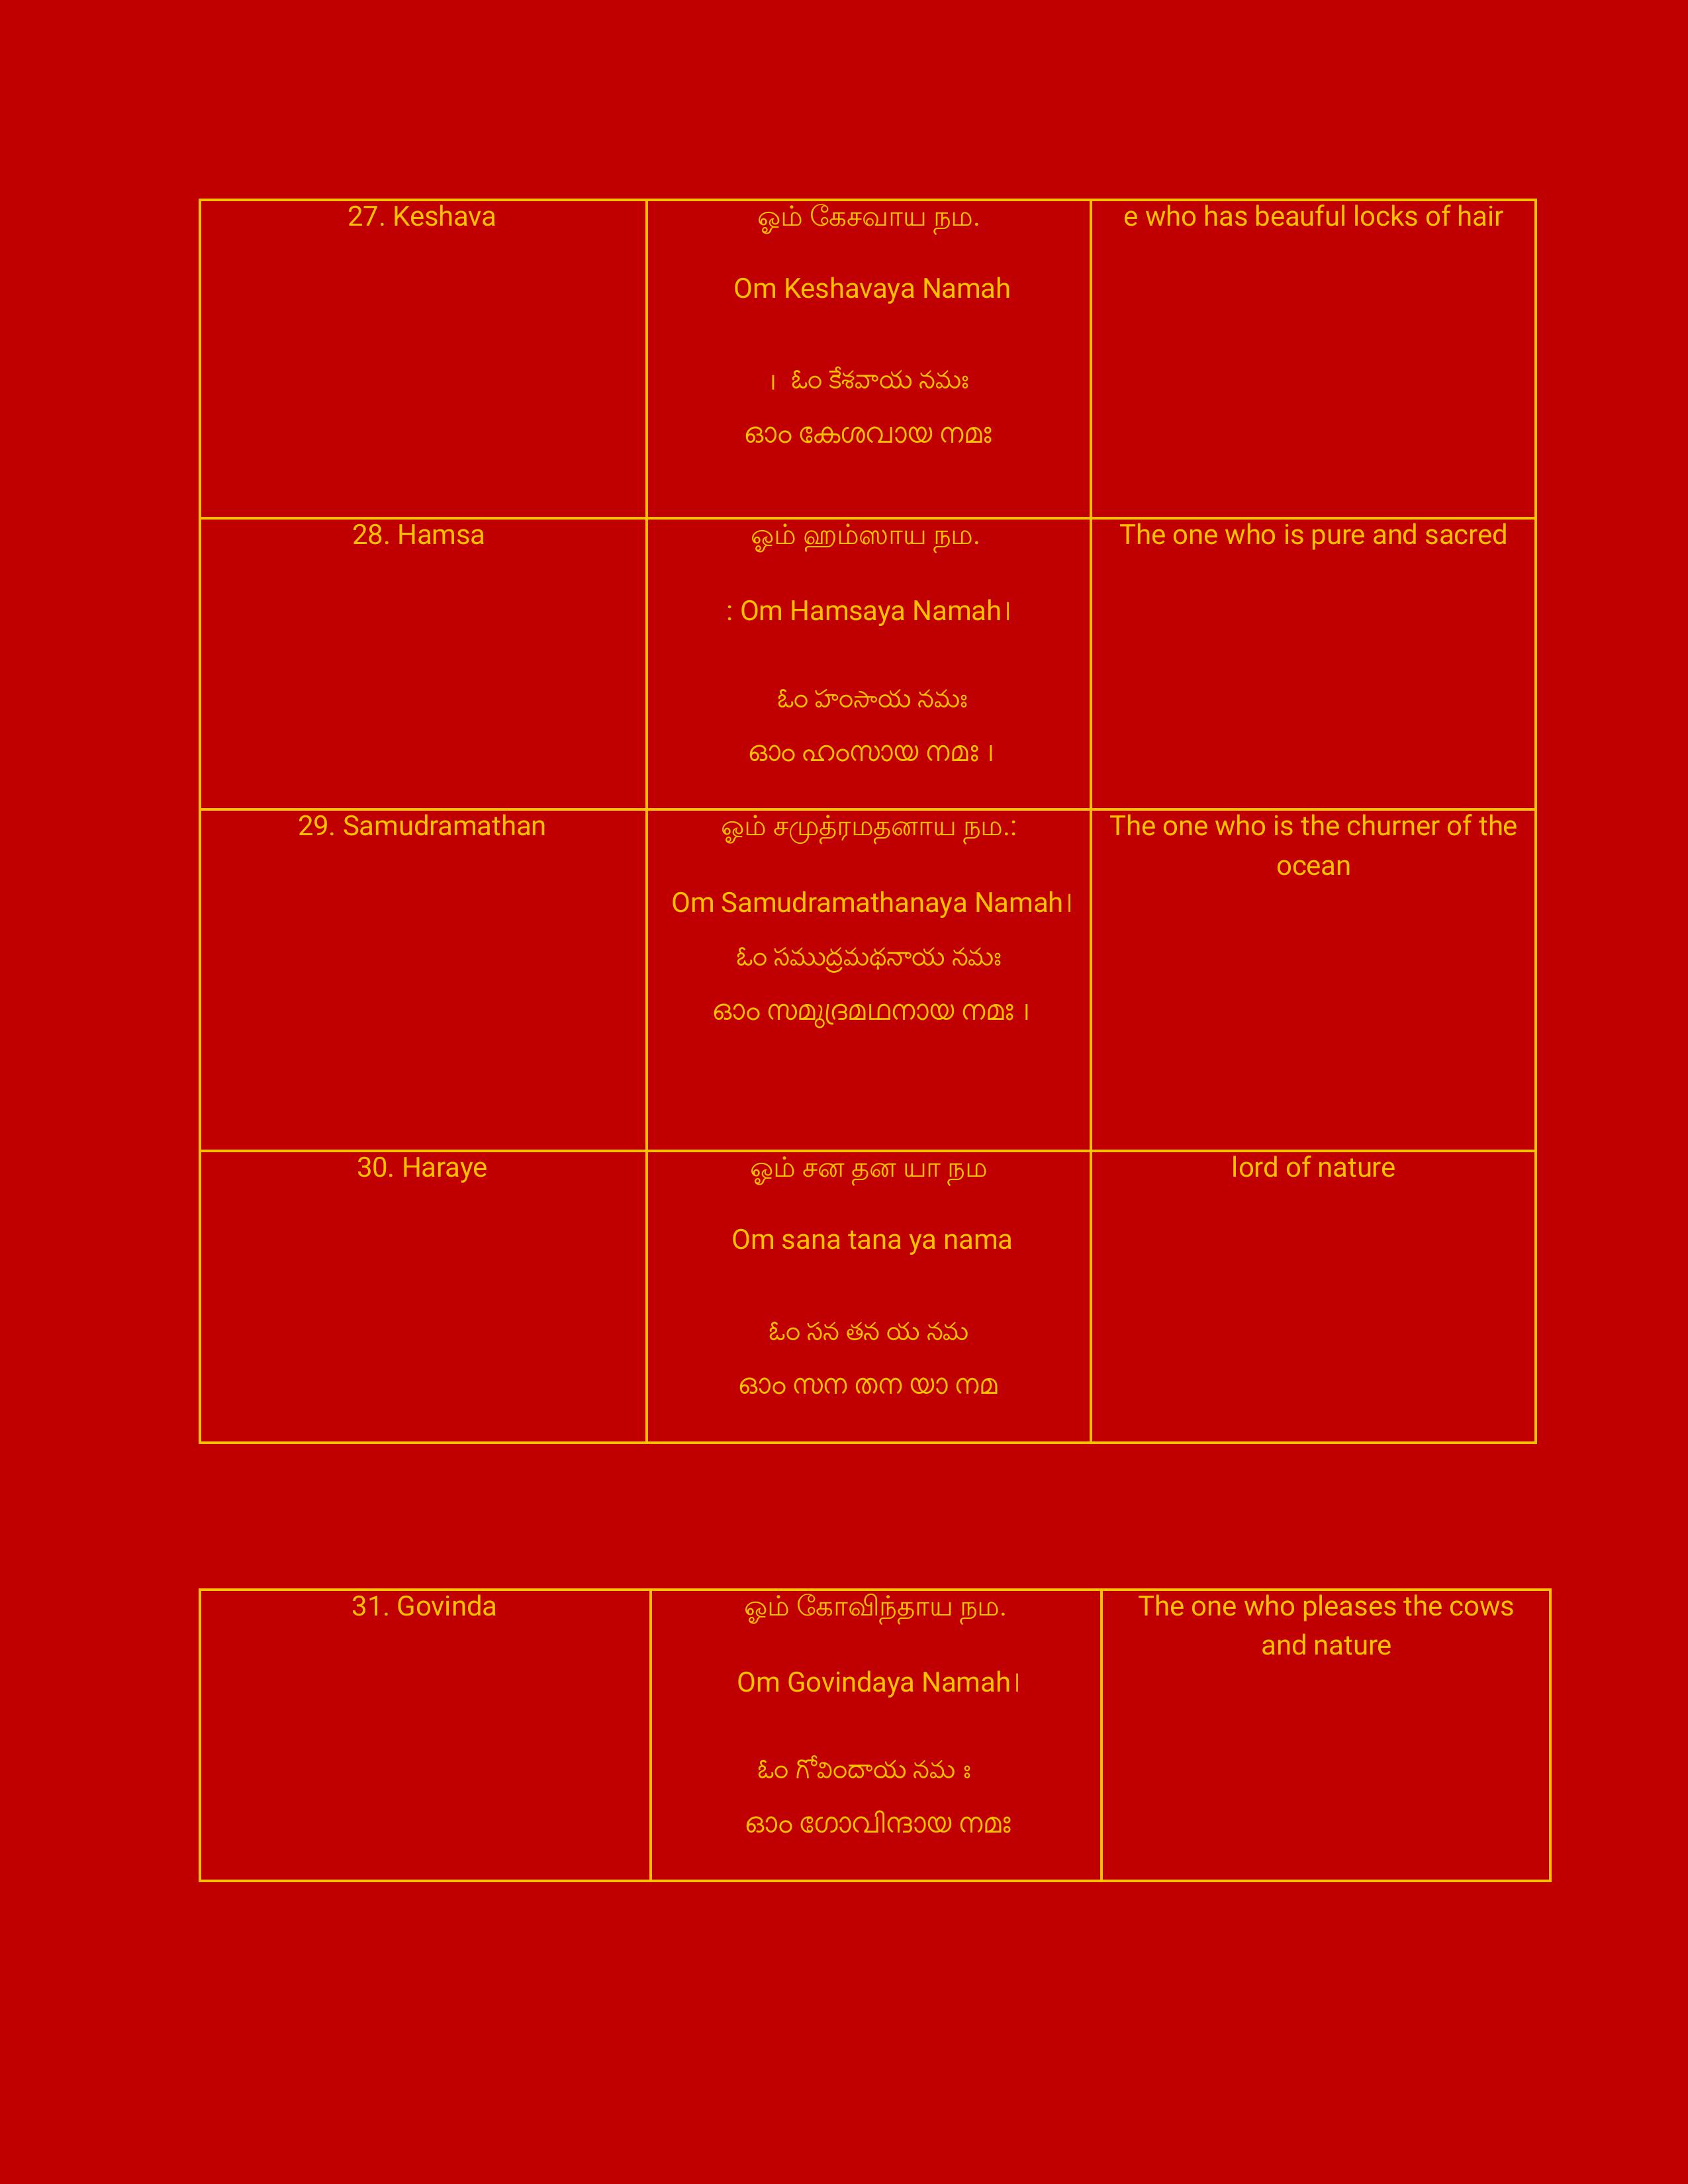 27. Keshava
ஓம் கேசவாய நம.
Om Keshavaya Namah
।  ఓం కేశవాయ నమః
ഓം കേശവായ നമഃ
e who has beauful locks of hair
28. Hamsa
ஓம் ஹம்ஸாய நம.
: Om Hamsaya Namah।
ఓం హంసాయ నమః
ഓം ഹംസായ നമഃ ।
The one who is pure and sacred
29. Samudramathan
ஓம் சமுத்ரமதனாய நம.:
Om Samudramathanaya Namah।
ఓం సముద్రమథనాయ నమః
ഓം സമുദ്രമഥനായ നമഃ ।
The one who is the churner of the
ocean
30. Haraye
ஓம் சன தன யா நம
Om sana tana ya nama
ఓం సన తన య నమ
ഓം സന തന യാ നമ
lord of nature
31. Govinda
ஓம் கோவிந்தாய நம.
Om Govindaya Namah।
ఓం గోవిందాయ నమ ః
ഓം ഗോവിന്ദായ നമഃ
The one who pleases the cows
and nature